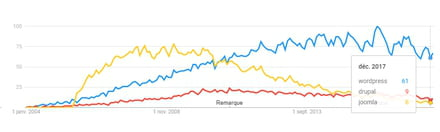 100
75
50
25
Remarque
1 janv. 2004
1 nov. 2008
1 sept. 2013
déc. 2017
wordpress 61
drupal 9
joomla 8